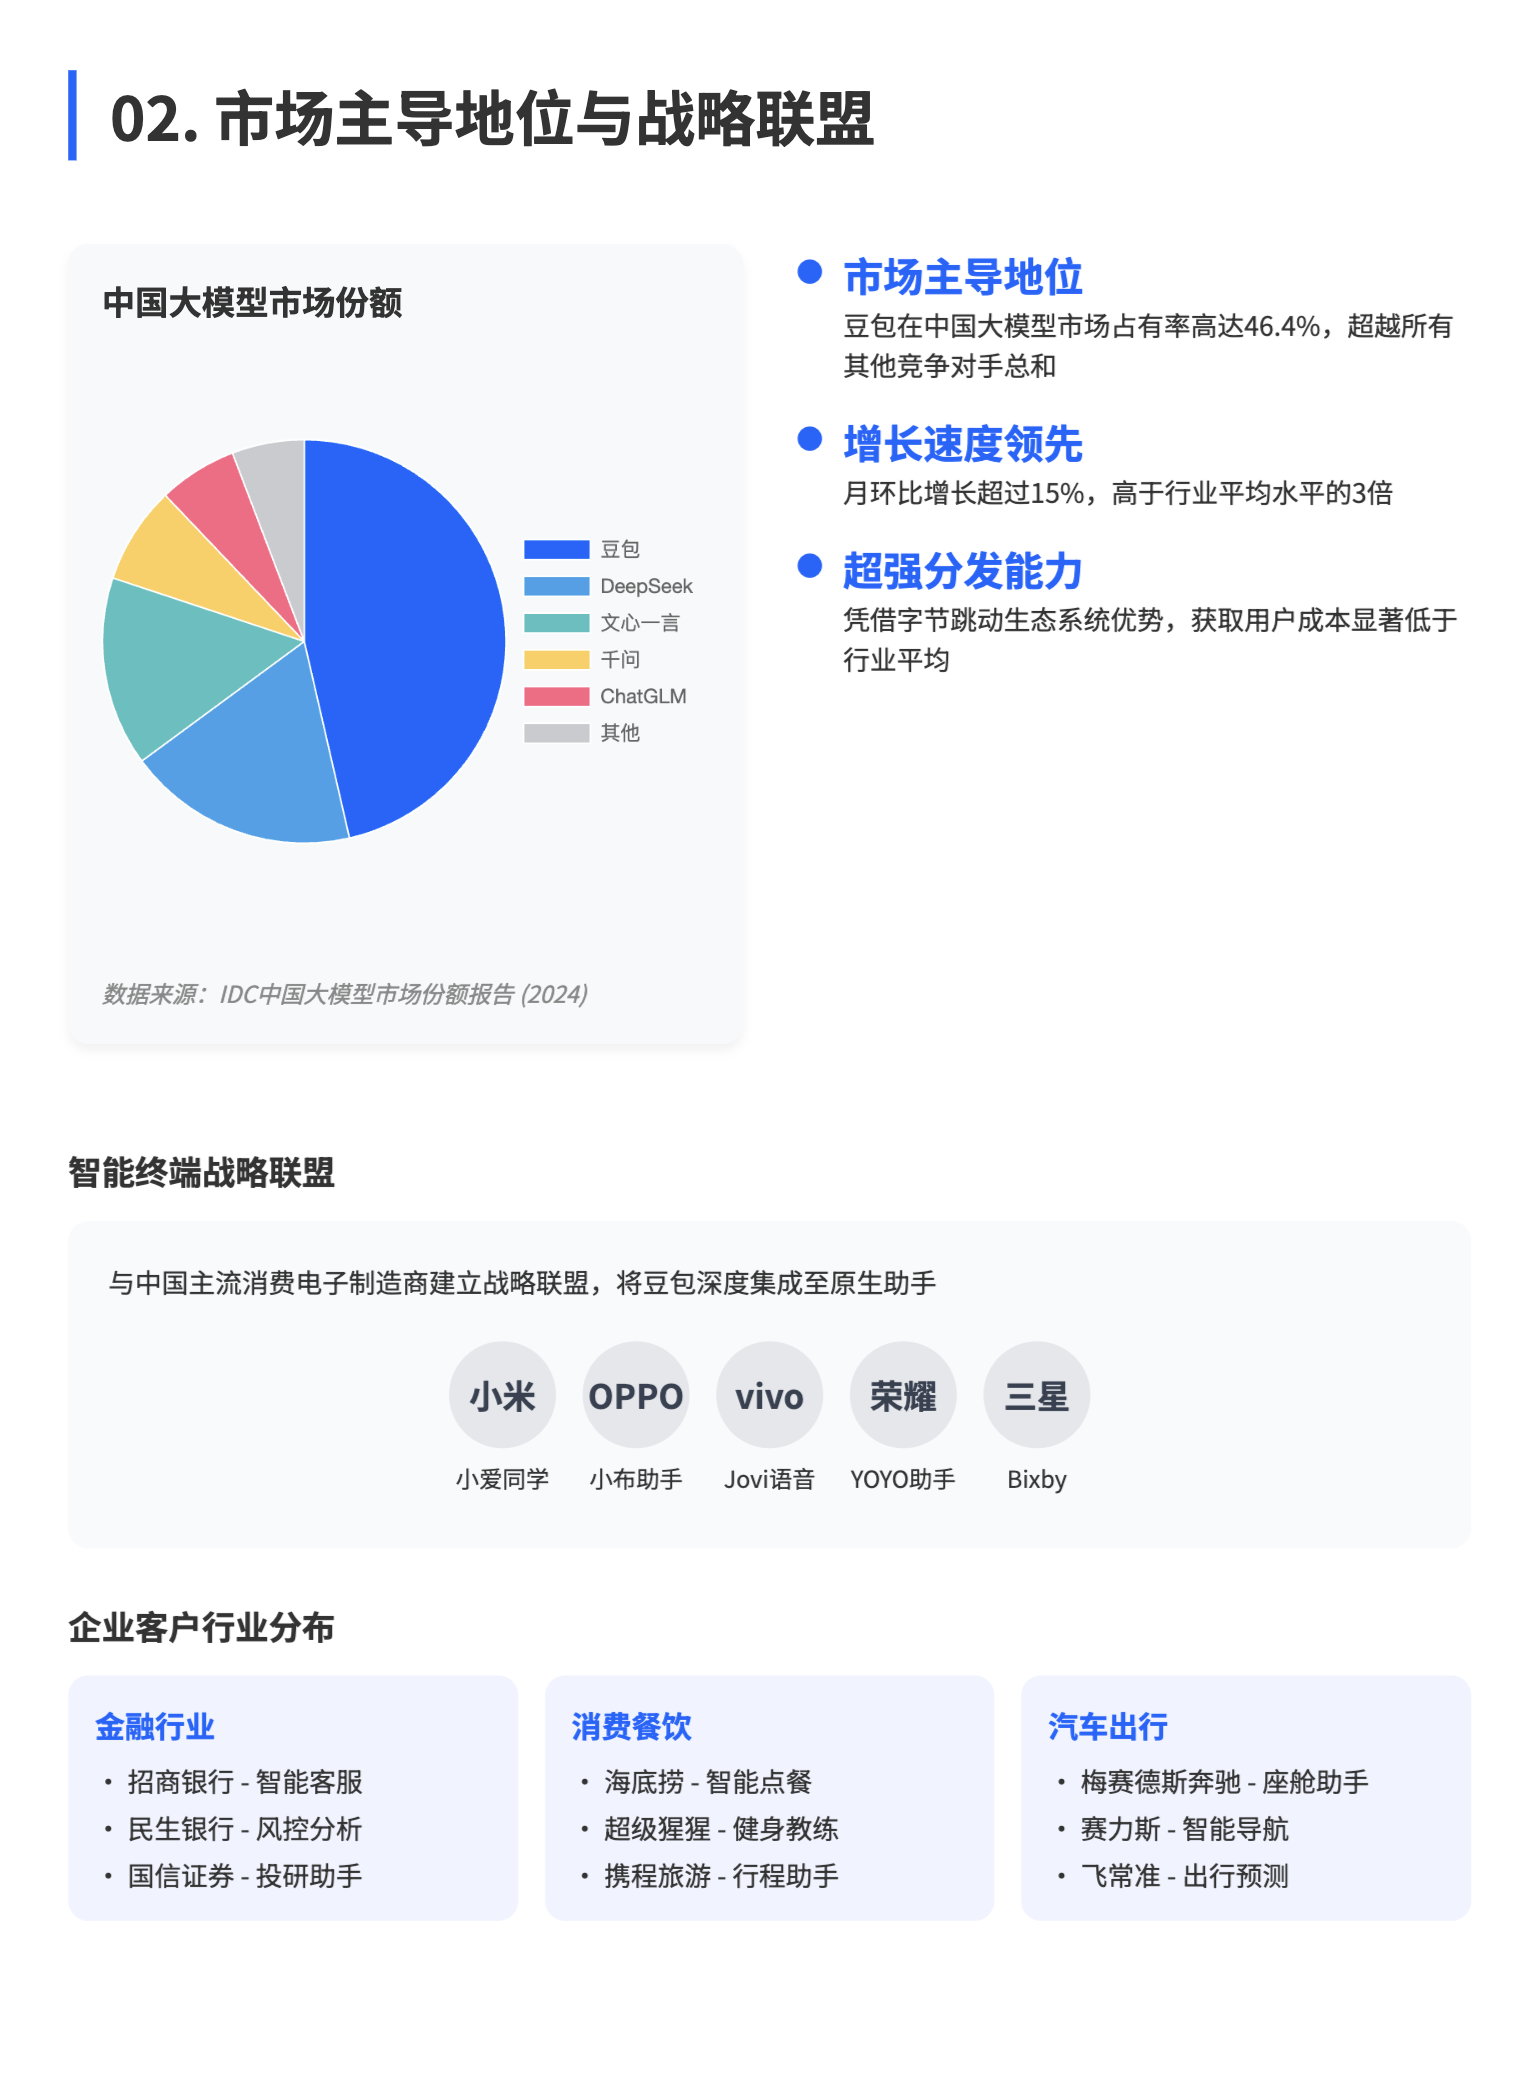 02. 市场主导地位与战略联盟
中国大模型市场份额
豆包
DeepSeek
文心一言
千问
ChatGLM
其他
数据来源：IDC中国大模型市场份额报告 (2024)
市场主导地位
豆包在中国大模型市场占有率高达46.4%，超越所有
其他竞争对手总和
增长速度领先
月环比增长超过15%，高于行业平均水平的3倍
超强分发能力
凭借字节跳动生态系统优势，获取用户成本显著低于
行业平均
智能终端战略联盟
与中国主流消费电子制造商建立战略联盟，将豆包深度集成至原生助手
小米 OPPO vivo 荣耀 三星
小爱同学 小布助手 Jovi语音 YOYO助手 Bixby
企业客户行业分布
金融行业
• 招商银行 - 智能客服
• 民生银行 - 风控分析
• 国信证券 - 投研助手
消费餐饮
• 海底捞 - 智能点餐
• 超级猩猩 - 健身教练
• 携程旅游 - 行程助手
汽车出行
• 梅赛德斯奔驰 - 座舱助手
• 赛力斯 - 智能导航
• 飞常准 - 出行预测